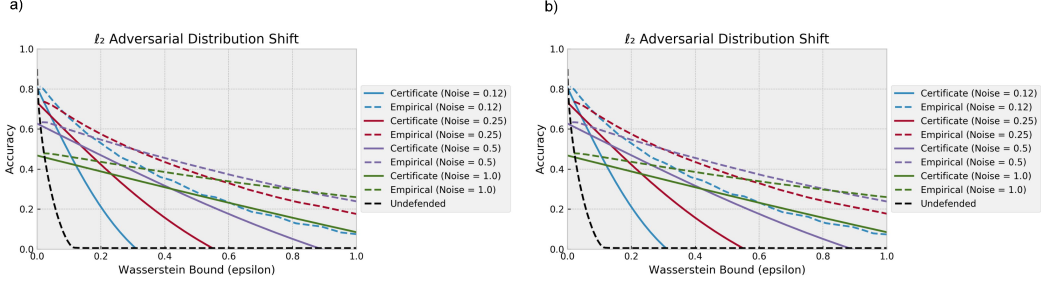 a)
ℓ₂ Adversarial Distribution Shift
1.0
0.8
0.6
0.4
0.2
0.0
Accuracy
0.0 0.2 0.4 0.6 0.8 1.0
Wasserstein Bound (epsilon)
Certificate (Noise = 0.12)
Empirical (Noise = 0.12)
Certificate (Noise = 0.25)
Empirical (Noise = 0.25)
Certificate (Noise = 0.5)
Empirical (Noise = 0.5)
Certificate (Noise = 1.0)
Empirical (Noise = 1.0)
Undefended
b)
ℓ₂ Adversarial Distribution Shift
1.0
0.8
0.6
0.4
0.2
0.0
Accuracy
0.0 0.2 0.4 0.6 0.8 1.0
Wasserstein Bound (epsilon)
Certificate (Noise = 0.12)
Empirical (Noise = 0.12)
Certificate (Noise = 0.25)
Empirical (Noise = 0.25)
Certificate (Noise = 0.5)
Empirical (Noise = 0.5)
Certificate (Noise = 1.0)
Empirical (Noise = 1.0)
Undefended